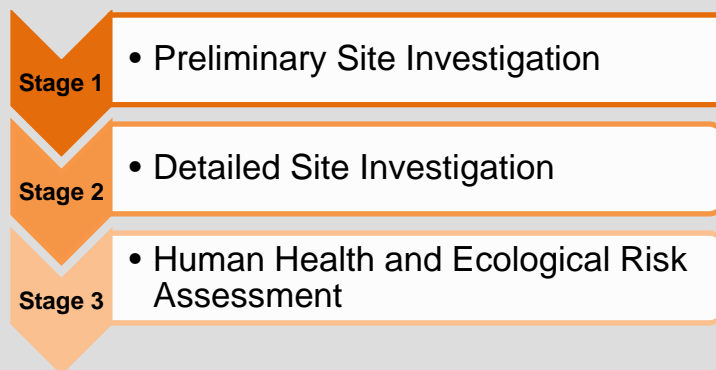 Stage 1
• Preliminary Site Investigation
Stage 2
• Detailed Site Investigation
Stage 3
• Human Health and Ecological Risk
Assessment